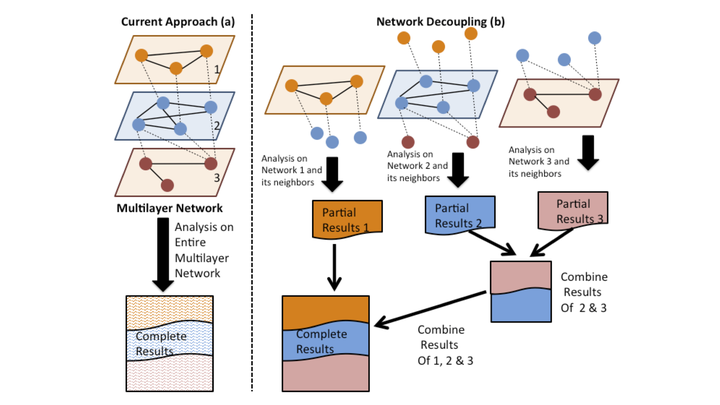 Current Approach (a)
1
2
3
Multilayer Network
Analysis on
Entire
Multilayer
Network
Complete
Results
Network Decoupling (b)
Analysis on
Network 1 and
its neighbors
Analysis on
Network 2 and
its neighbors
Analysis on
Network 3 and
its neighbors
Partial
Results 1
Partial
Results 2
Partial
Results 3
Combine
Results
Of 2 & 3
Combine
Results
Of 1, 2 & 3
Complete
Results